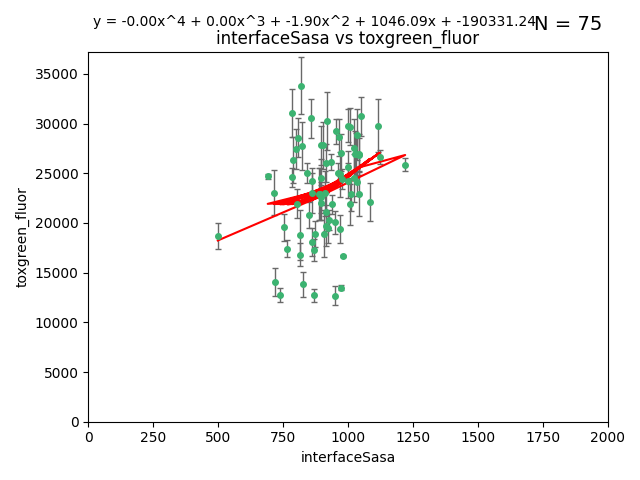 y = -0.00x^4 + 0.00x^3 + -1.90x^2 + 1046.09x + -190331.24
N = 75
interfaceSasa vs toxgreen_fluor
35000
30000
25000
20000
15000
10000
5000
0
toxgreen_fluor
0 250 500 750 1000 1250 1500 1750 2000
interfaceSasa